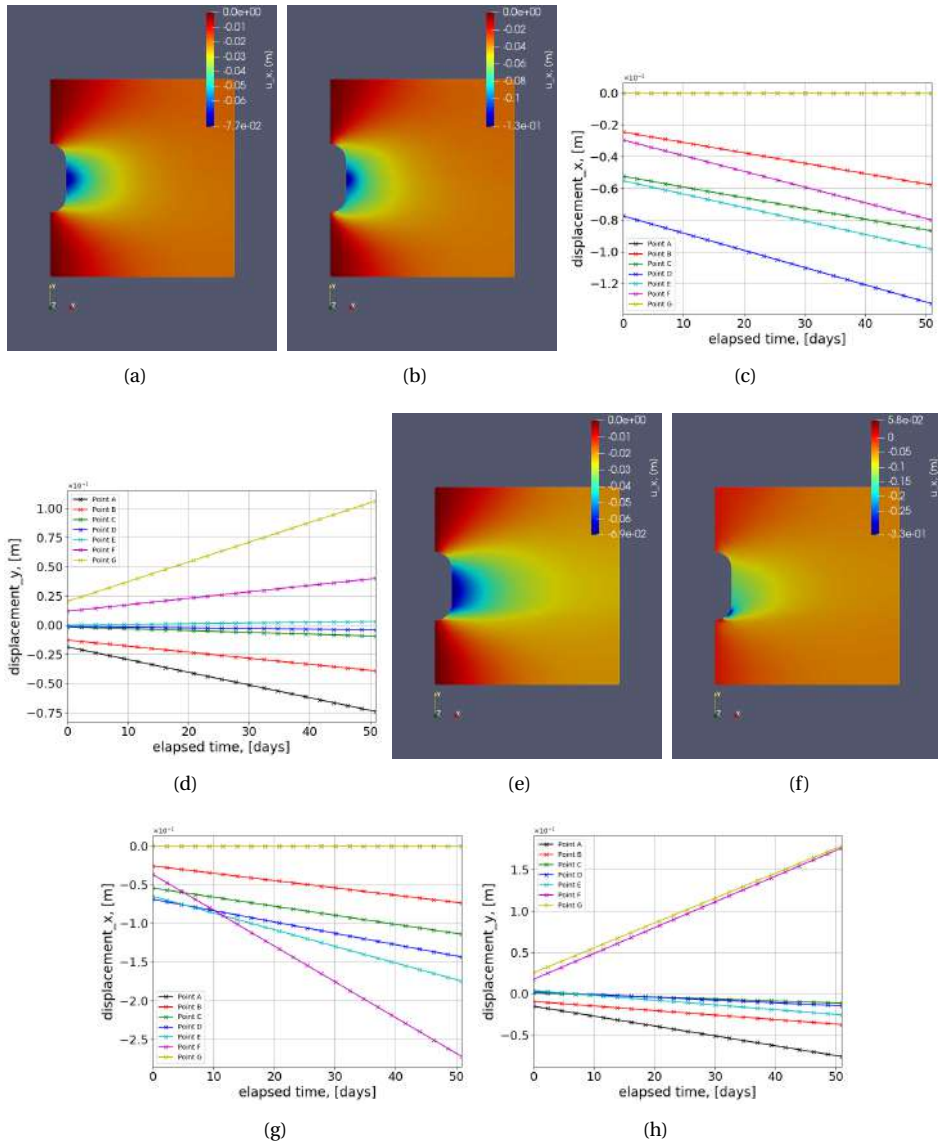 0.0e+00
-0.01
-0.02
-0.03
-0.04
-0.05
-0.06
-7.7e-02
u_x, (m)
(a)
0.0e+00
-0.02
-0.04
-0.06
-0.08
-0.1
-1.3e-01
u_x, (m)
(b)
×10⁻¹
0.0
−0.2
−0.4
−0.6
−0.8
−1.0
−1.2
displacement_x, [m]
Point A
Point B
Point C
Point D
Point E
Point F
Point G
0 10 20 30 40 50
elapsed time, [days]
(c)
×10⁻¹
1.00
0.75
0.50
0.25
0.00
−0.25
−0.50
−0.75
displacement_y, [m]
Point A
Point B
Point C
Point D
Point E
Point F
Point G
0 10 20 30 40 50
elapsed time, [days]
(d)
0.0e+00
-0.01
-0.02
-0.03
-0.04
-0.05
-0.06
-6.9e-02
u_x, (m)
(e)
5.8e-02
0
-0.05
-0.1
-0.15
-0.2
-0.25
-3.3e-01
u_x, (m)
(f)
×10⁻¹
0.0
−0.5
−1.0
−1.5
−2.0
−2.5
displacement_x, [m]
Point A
Point B
Point C
Point D
Point E
Point F
Point G
0 10 20 30 40 50
elapsed time, [days]
(g)
×10⁻¹
1.5
1.0
0.5
0.0
−0.5
displacement_y, [m]
Point A
Point B
Point C
Point D
Point E
Point F
Point G
0 10 20 30 40 50
elapsed time, [days]
(h)